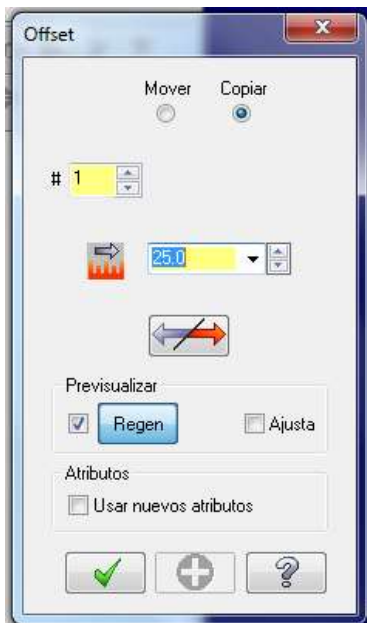 Offset
Mover Copiar
# 1
25.0
Previsualizar
Regen Ajusta
Atributos
Usar nuevos atributos